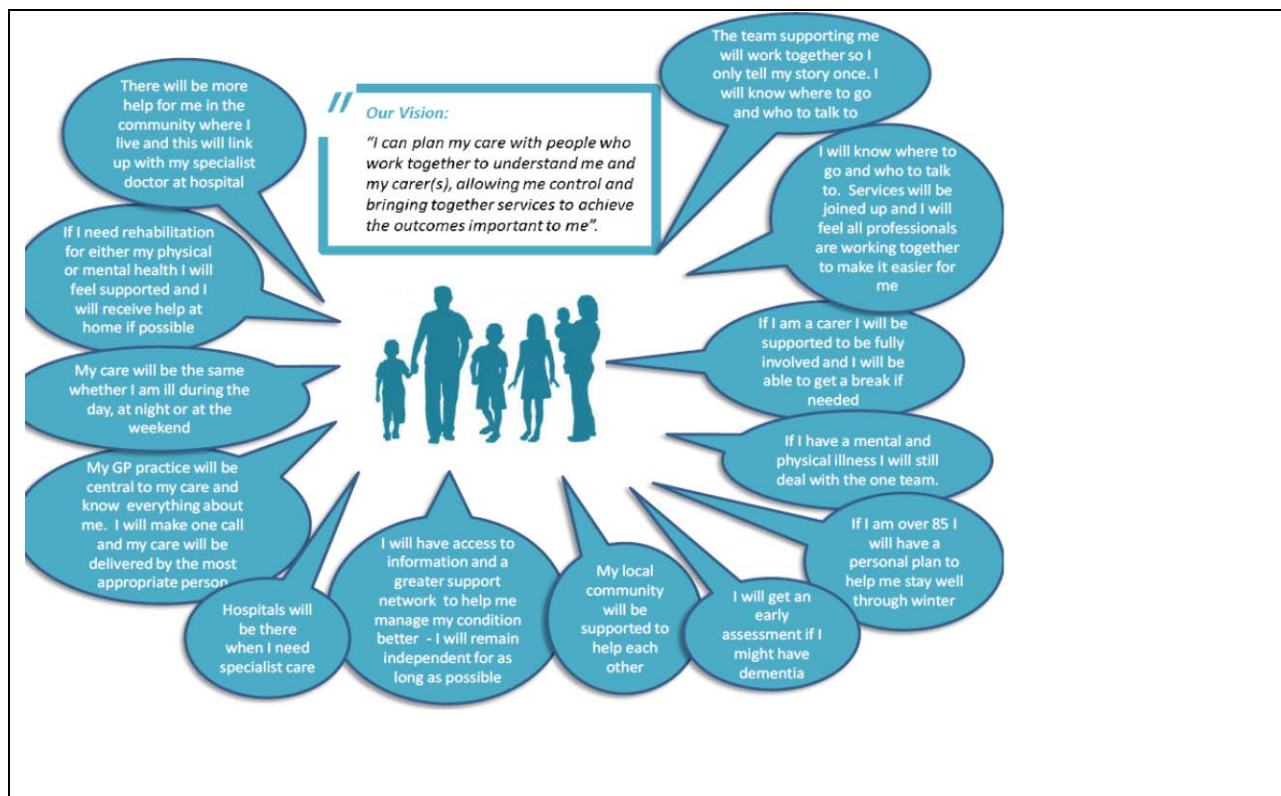 There will be more
help for me in the
community where I
live and this will link
up with my specialist
doctor at hospital
"
Our Vision:
"I can plan my care with people who
work together to understand me and
my carer(s), allowing me control and
bringing together services to achieve
the outcomes important to me".
The team supporting me
will work together so I
only tell my story once. I
will know where to go
and who to talk to
I will know where to
go and who to talk
to. Services will be
joined up and I will
feel all professionals
are working together
to make it easier for
me
If I need rehabilitation
for either my physical
or mental health I will
feel supported and I
will receive help at
home if possible
If I am a carer I will be
supported to be fully
involved and I will be
able to get a break if
needed
My care will be the same
whether I am ill during the
day, at night or at the
weekend
If I have a mental and
physical illness I will still
deal with the one team.
My GP practice will be
central to my care and
know everything about
me. I will make one call
and my care will be
delivered by the most
appropriate person
If I am over 85 I
will have a
personal plan to
help me stay well
through winter
Hospitals will
be there
when I need
specialist care
I will have access to
information and a
greater support
network to help me
manage my condition
better - I will remain
independent for as
long as possible
My local
community
will be
supported to
help each
other
I will get an
early
assessment if I
might have
dementia